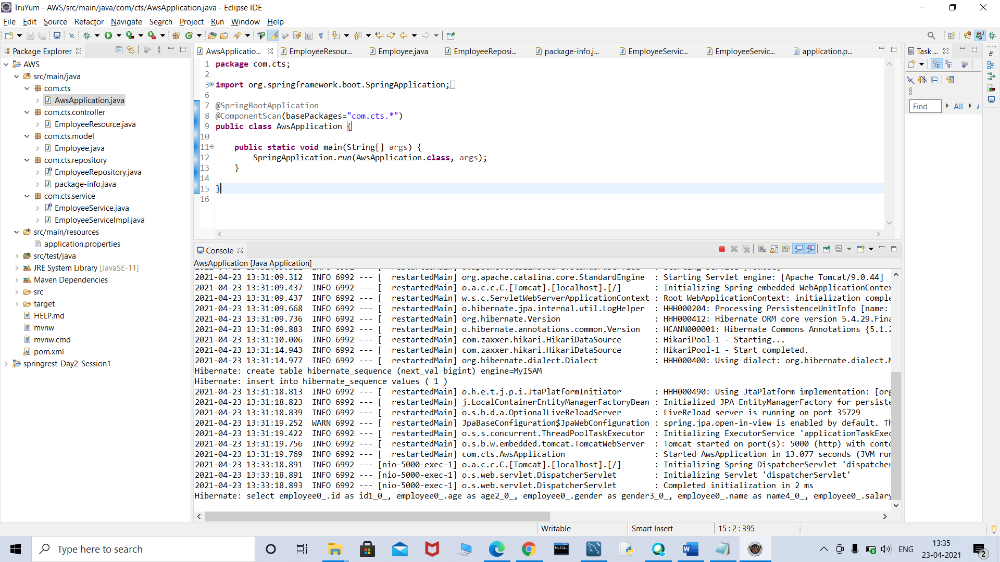 TruYum - AWS/src/main/java/com/cts/AwsApplication.java - Eclipse IDE
File Edit Source Refactor Navigate Search Project Run Window Help
Package Explorer
AWS
src/main/java
com.cts
AwsApplication.java
com.cts.controller
EmployeeResource.java
com.cts.model
Employee.java
com.cts.repository
EmployeeRepository.java
package-info.java
com.cts.service
EmployeeService.java
EmployeeServiceImpl.java
src/main/resources
application.properties
src/test/java
JRE System Library [JavaSE-11]
Maven Dependencies
src
target
HELP.md
mvnw
mvnw.cmd
pom.xml
springrest-Day2-Session1
AwsApplicatio... EmployeeResour... Employee.java EmployeeReposi... package-info.j... EmployeeServic... EmployeeServic... application.p...
1 package com.cts;
2
3 import org.springframework.boot.SpringApplication;
6
7 @SpringBootApplication
8 @ComponentScan(basePackages="com.cts.*")
9 public class AwsApplication {
10
11 public static void main(String[] args) {
12 SpringApplication.run(AwsApplication.class, args);
13 }
14
15 }
16
Task ...
Find All
Console
AwsApplication [Java Application]
2021-04-23 13:31:09.312 INFO 6992 --- [ restartedMain] org.apache.catalina.core.StandardEngine : Starting Servlet engine: [Apache Tomcat/9.0.44]
2021-04-23 13:31:09.437 INFO 6992 --- [ restartedMain] o.a.c.c.C.[Tomcat].[localhost].[/] : Initializing Spring embedded WebApplicationContex
2021-04-23 13:31:09.437 INFO 6992 --- [ restartedMain] w.s.c.ServletWebServerApplicationContext : Root WebApplicationContext: initialization comple
2021-04-23 13:31:09.668 INFO 6992 --- [ restartedMain] o.hibernate.jpa.internal.util.LogHelper : HHH000204: Processing PersistenceUnitInfo [name:
2021-04-23 13:31:09.736 INFO 6992 --- [ restartedMain] org.hibernate.Version : HHH000412: Hibernate ORM core version 5.4.29.Fina
2021-04-23 13:31:09.883 INFO 6992 --- [ restartedMain] o.hibernate.annotations.common.Version : HCANN000001: Hibernate Commons Annotations {5.1.2
2021-04-23 13:31:10.006 INFO 6992 --- [ restartedMain] com.zaxxer.hikari.HikariDataSource : HikariPool-1 - Starting...
2021-04-23 13:31:14.943 INFO 6992 --- [ restartedMain] com.zaxxer.hikari.HikariDataSource : HikariPool-1 - Start completed.
2021-04-23 13:31:14.977 INFO 6992 --- [ restartedMain] org.hibernate.dialect.Dialect : HHH000400: Using dialect: org.hibernate.dialect.M
Hibernate: create table hibernate_sequence (next_val bigint) engine=MyISAM
Hibernate: insert into hibernate_sequence values ( 1 )
2021-04-23 13:31:18.813 INFO 6992 --- [ restartedMain] o.h.e.t.j.p.i.JtaPlatformInitiator : HHH000490: Using JtaPlatform implementation: [org
2021-04-23 13:31:18.823 INFO 6992 --- [ restartedMain] j.LocalContainerEntityManagerFactoryBean : Initialized JPA EntityManagerFactory for persiste
2021-04-23 13:31:18.839 INFO 6992 --- [ restartedMain] o.s.b.d.a.OptionalLiveReloadServer : LiveReload server is running on port 35729
2021-04-23 13:31:19.252 WARN 6992 --- [ restartedMain] JpaBaseConfiguration$JpaWebConfiguration : spring.jpa.open-in-view is enabled by default. Th
2021-04-23 13:31:19.422 INFO 6992 --- [ restartedMain] o.s.s.concurrent.ThreadPoolTaskExecutor : Initializing ExecutorService 'applicationTaskExec
2021-04-23 13:31:19.756 INFO 6992 --- [ restartedMain] o.s.b.w.embedded.tomcat.TomcatWebServer : Tomcat started on port(s): 5000 (http) with conte
2021-04-23 13:31:19.769 INFO 6992 --- [ restartedMain] com.cts.AwsApplication : Started AwsApplication in 13.077 seconds (JVM run
2021-04-23 13:33:18.891 INFO 6992 --- [nio-5000-exec-1] o.a.c.c.C.[Tomcat].[localhost].[/] : Initializing Spring DispatcherServlet 'dispatcher
2021-04-23 13:33:18.891 INFO 6992 --- [nio-5000-exec-1] o.s.web.servlet.DispatcherServlet : Initializing Servlet 'dispatcherServlet'
2021-04-23 13:33:18.893 INFO 6992 --- [nio-5000-exec-1] o.s.web.servlet.DispatcherServlet : Completed initialization in 2 ms
Hibernate: select employee0_.id as id1_0_, employee0_.age as age2_0_, employee0_.gender as gender3_0_, employee0_.name as name4_0_, employee0_.salary
Writable Smart Insert 15 : 2 : 395
Type here to search
ENG
13:35
23-04-2021
2